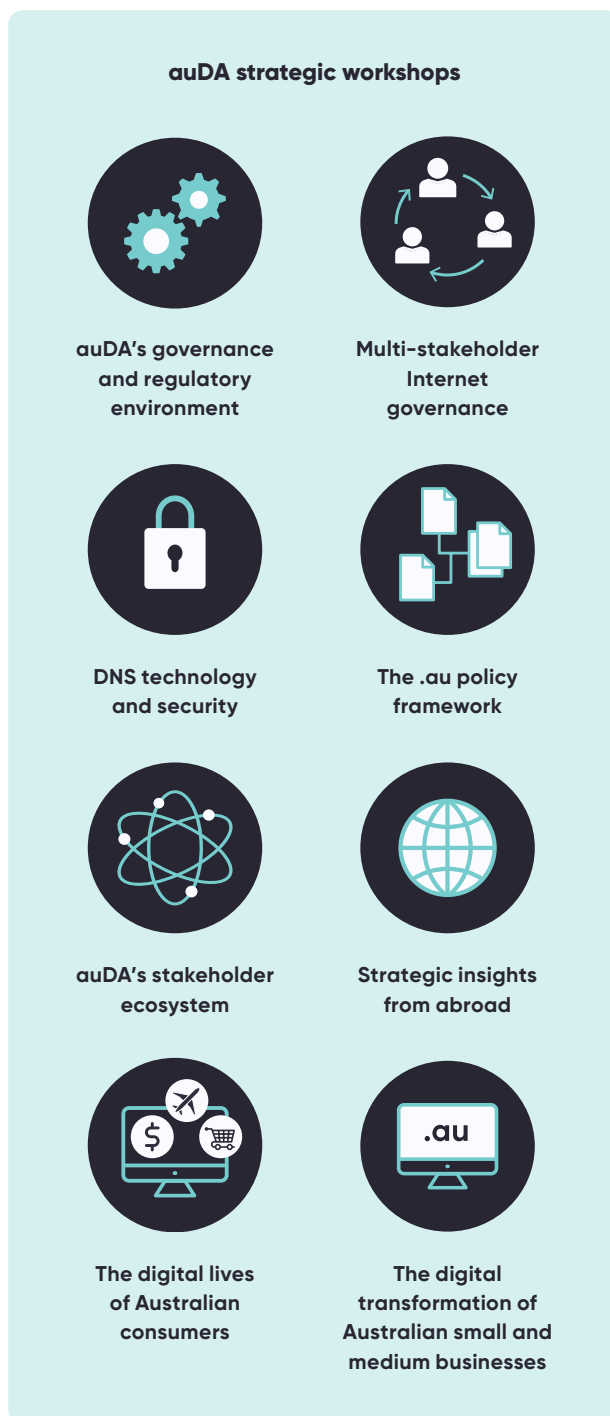 auDA strategic workshops
auDA's governance
and regulatory
environment
Multi-stakeholder
Internet
governance
DNS technology
and security
The .au policy
framework
auDA's stakeholder
ecosystem
Strategic insights
from abroad
$
.au
The digital lives
of Australian
consumers
The digital
transformation of
Australian small and
medium businesses